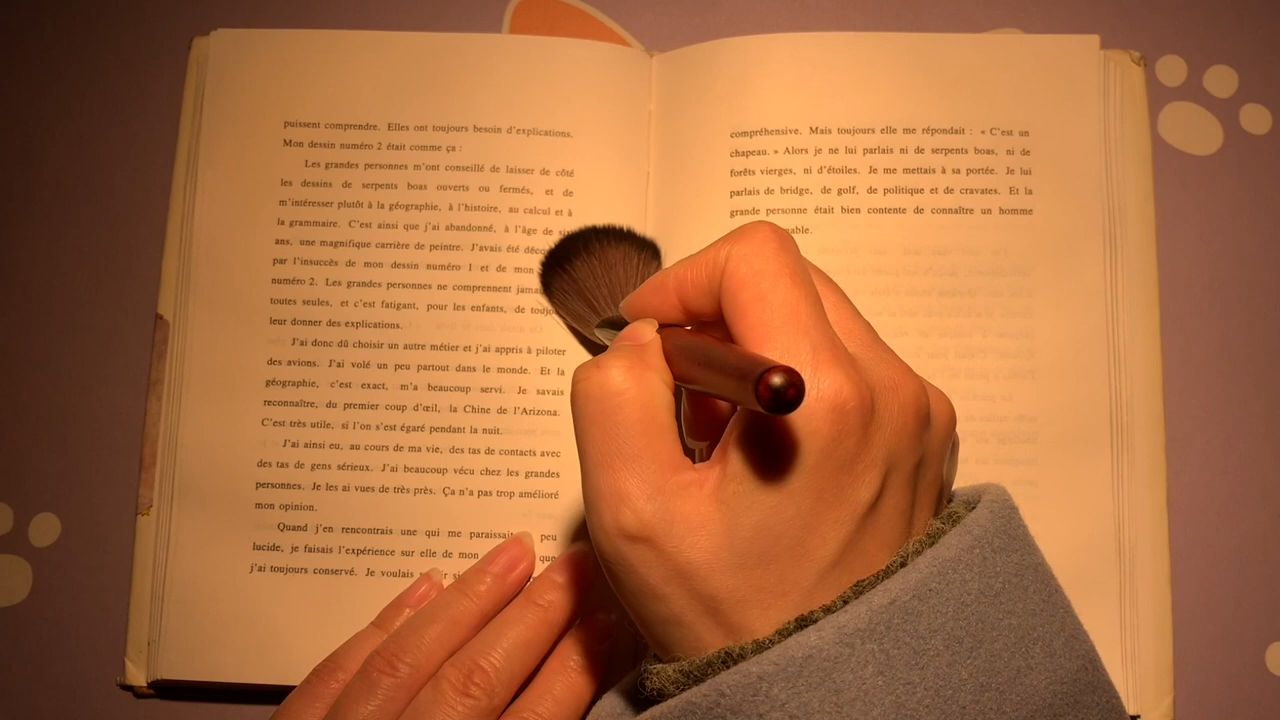 puissent comprendre. Elles ont toujours besoin d'explications.
Mon dessin numéro 2 était comme ça :
Les grandes personnes m'ont conseillé de laisser de côté
les dessins de serpents boas ouverts ou fermés, et de
m'intéresser plutôt à la géographie, à l'histoire, au calcul et à
la grammaire. C'est ainsi que j'ai abandonné, à l'âge de six
ans, une magnifique carrière de peintre. J'avais été
par l'insuccès de mon dessin numéro 1 et de mon
numéro 2. Les grandes personnes ne comprennent
toutes seules, et c'est fatigant, pour les enfants, de
leur donner des explications.
J'ai donc dû choisir un autre métier et j'ai appris à piloter
des avions. J'ai volé un peu partout dans le monde. Et la
géographie, c'est exact, m'a beaucoup servi. Je savais
reconnaître, du premier coup d'œil, la Chine de l'Arizona.
C'est très utile, si l'on s'est égaré pendant la nuit.
J'ai ainsi eu, au cours de ma vie, des tas de contacts avec
des tas de gens sérieux. J'ai beaucoup vécu chez les grandes
personnes. Je les ai vues de très près. Ça n'a pas trop amélioré
mon opinion.
Quand j'en rencontrais une qui me paraissait peu
lucide, je faisais l'expérience sur elle de mon que
j'ai toujours conservé. Je voulais
compréhensive. Mais toujours elle me répondait : « C'est un
chapeau. » Alors je ne lui parlais ni de serpents boas, ni de
forêts vierges, ni d'étoiles. Je me mettais à sa portée. Je lui
parlais de bridge, de golf, de politique et de cravates. Et la
grande personne était bien contente de connaître un homme